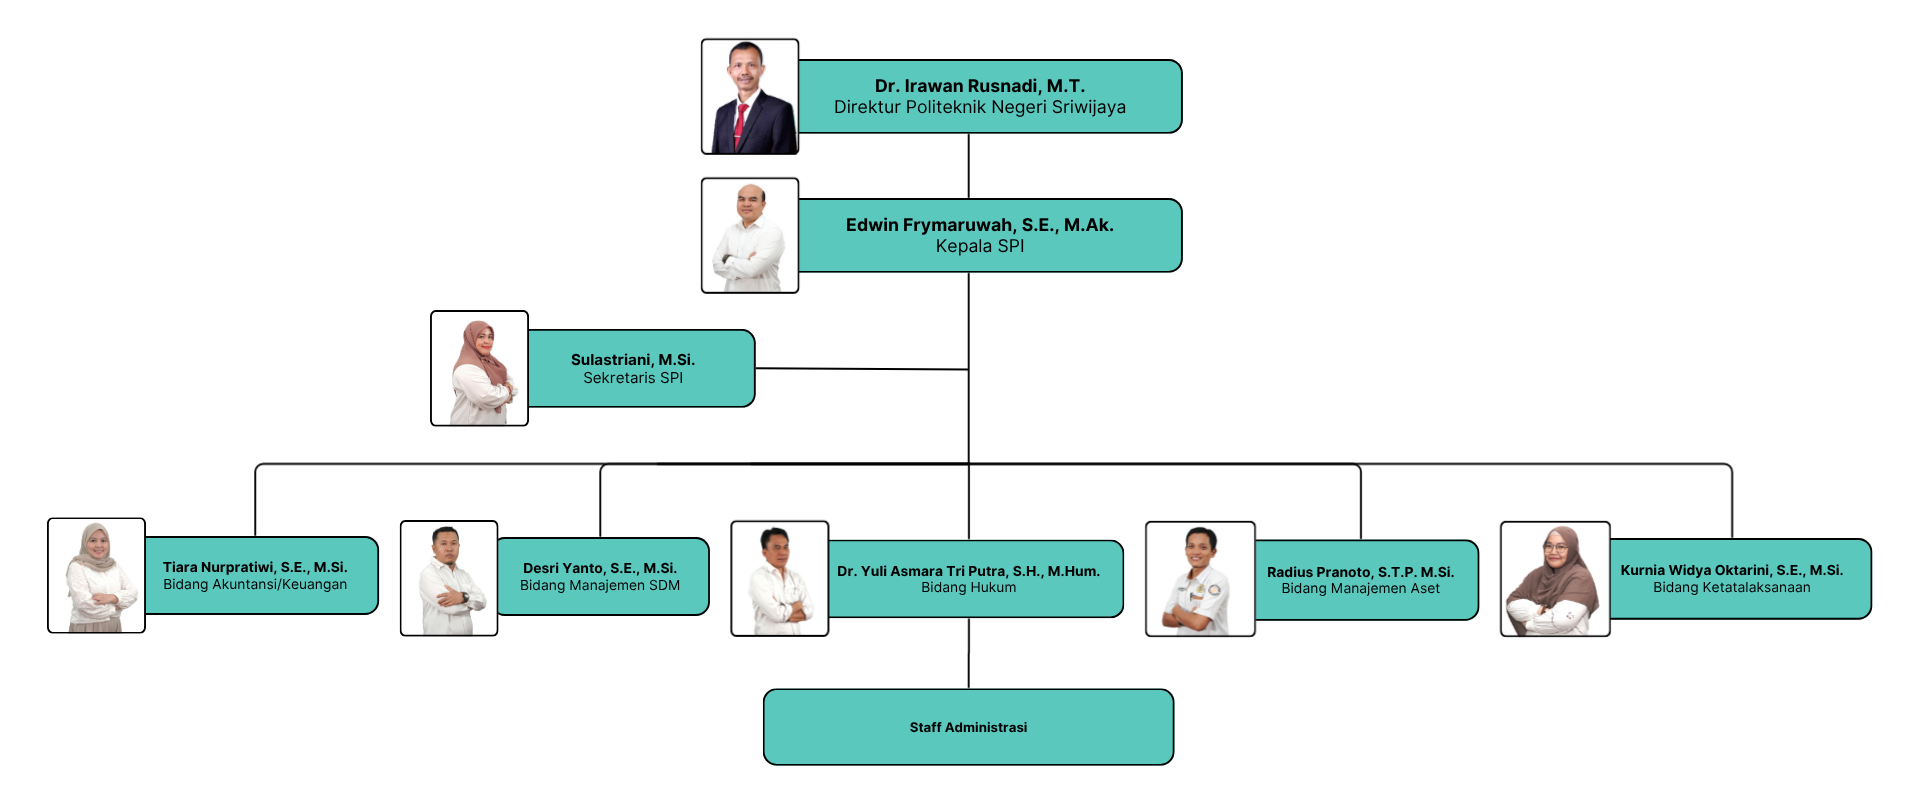 Dr. Irawan Rusnadi, M.T.
Direktur Politeknik Negeri Sriwijaya
Edwin Frymaruwah, S.E., M.Ak.
Kepala SPI
Sulastriani, M.Si.
Sekretaris SPI
Tiara Nurpratiwi, S.E., M.Si.
Bidang Akuntansi/Keuangan
Desri Yanto, S.E., M.Si.
Bidang Manajemen SDM
Dr. Yuli Asmara Tri Putra, S.H., M.Hum.
Bidang Hukum
Radius Pranoto, S.T.P. M.Si.
Bidang Manajemen Aset
Kurnia Widya Oktarini, S.E., M.Si.
Bidang Ketatalaksanaan
Staff Administrasi